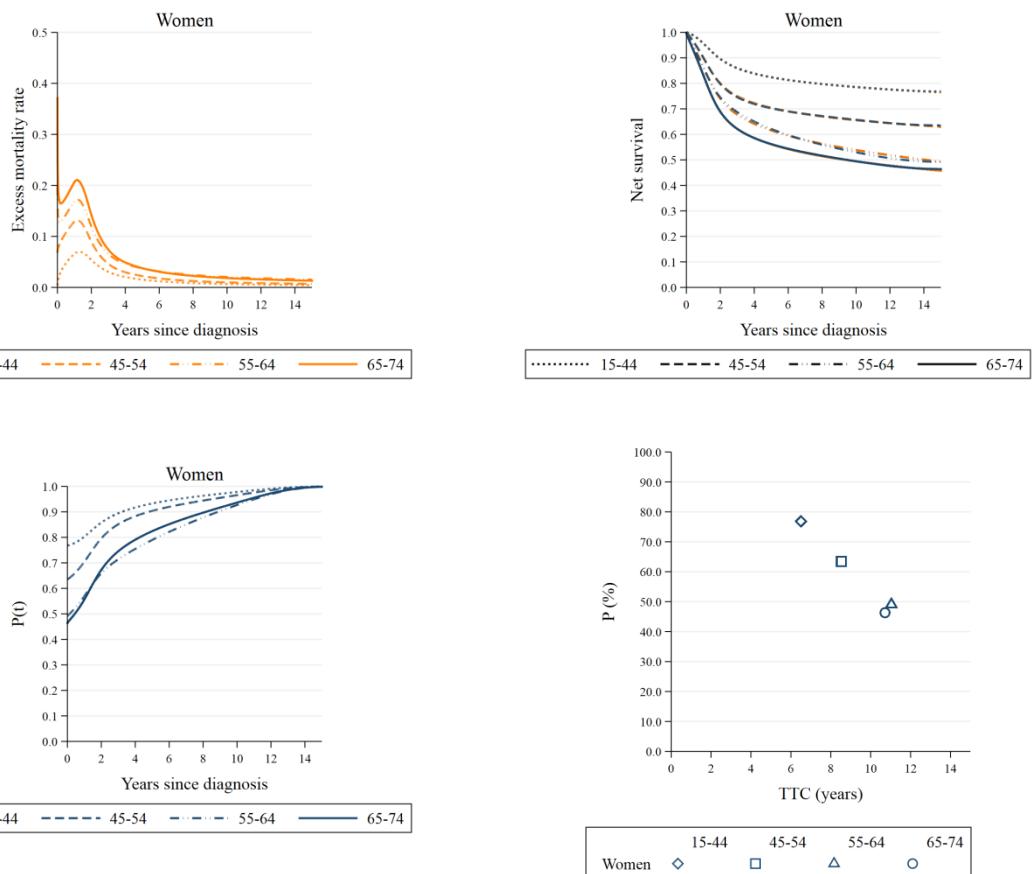 Women
Excess mortality rate
0.5
0.4
0.3
0.2
0.1
0.0
0 2 4 6 8 10 12 14
Years since diagnosis
-44 45-54 55-64 65-74
Women
Net survival
1.0
0.9
0.8
0.7
0.6
0.5
0.4
0.3
0.2
0.1
0.0
0 2 4 6 8 10 12 14
Years since diagnosis
15-44 45-54 55-64 65-74
Women
P(t)
1.0
0.9
0.8
0.7
0.6
0.5
0.4
0.3
0.2
0.1
0.0
0 2 4 6 8 10 12 14
Years since diagnosis
-44 45-54 55-64 65-74
P (%)
100.0
90.0
80.0
70.0
60.0
50.0
40.0
30.0
20.0
10.0
0.0
0 2 4 6 8 10 12 14
TTC (years)
15-44 45-54 55-64 65-74
Women